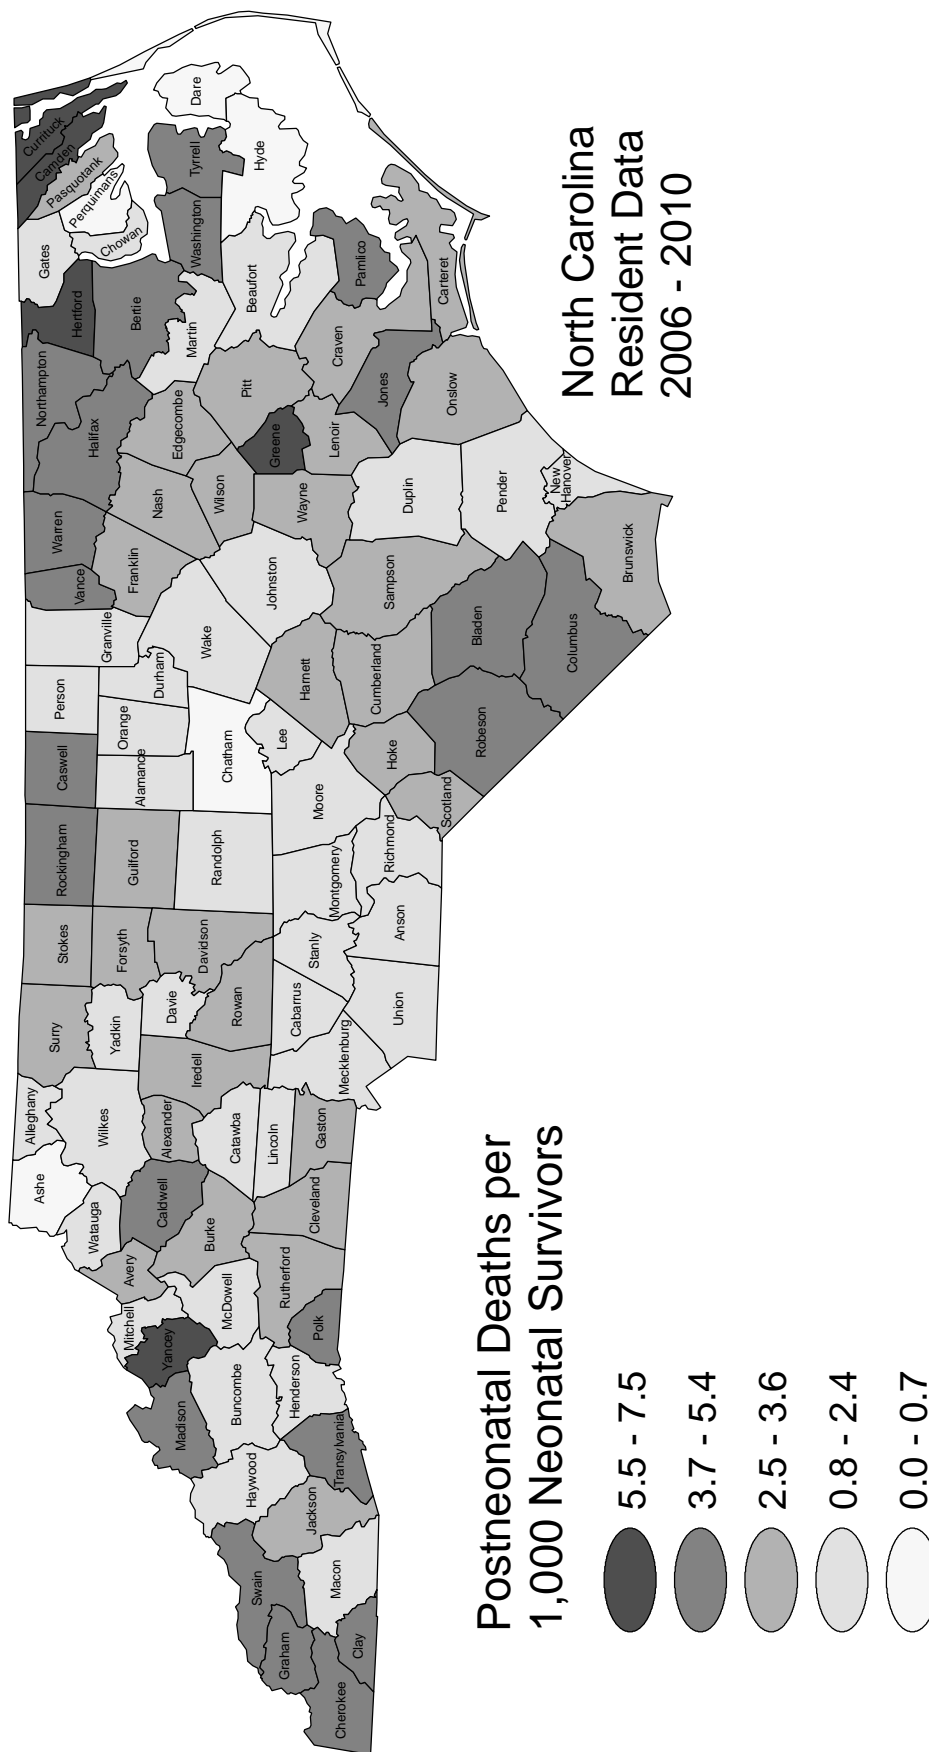 Cherokee
Graham
Clay
Swain
Macon
Jackson
Haywood
Transylvania
Madison
Buncombe
Henderson
Yancey
Mitchell
McDowell
Polk
Rutherford
Avery
Burke
Cleveland
Watauga
Caldwell
Ashe
Alleghany
Wilkes
Alexander
Catawba
Lincoln
Gaston
Surry
Yadkin
Iredell
Davie
Rowan
Mecklenburg
Cabarrus
Union
Stokes
Forsyth
Davidson
Stanly
Anson
Rockingham
Guilford
Randolph
Montgomery
Richmond
Caswell
Alamance
Orange
Chatham
Moore
Lee
Hoke
Scotland
Person
Durham
Granville
Wake
Harnett
Cumberland
Robeson
Vance
Warren
Franklin
Johnston
Sampson
Bladen
Columbus
Brunswick
Northampton
Halifax
Nash
Edgecombe
Wilson
Wayne
Greene
Lenoir
Duplin
Pender
New
Hanover
Hertford
Gates
Bertie
Martin
Pitt
Craven
Jones
Onslow
Carteret
Pamlico
Beaufort
Washington
Tyrrell
Hyde
Dare
Chowan
Perquimans
Pasquotank
Camden
Currituck
North Carolina
Resident Data
2006 - 2010
Postneonatal Deaths per
1,000 Neonatal Survivors
5.5 - 7.5
3.7 - 5.4
2.5 - 3.6
0.8 - 2.4
0.0 - 0.7